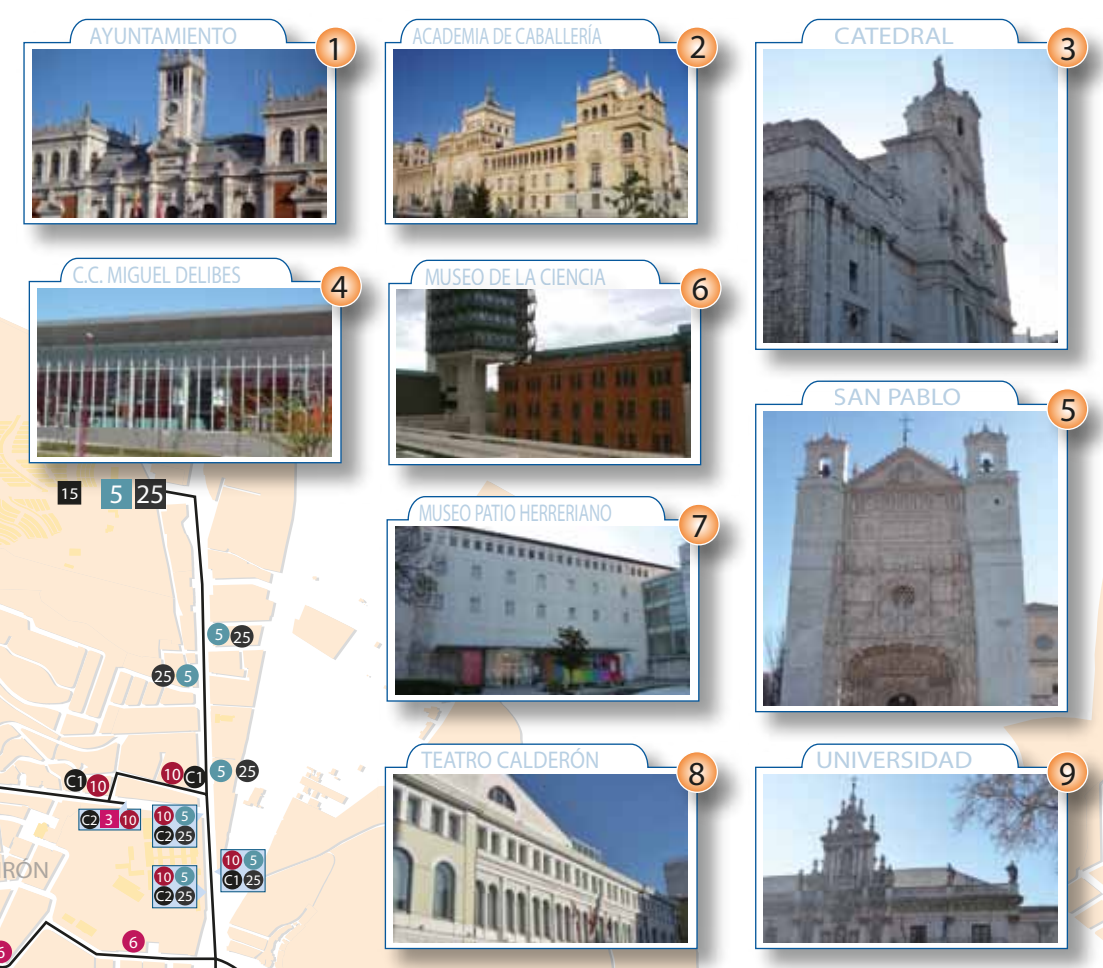 AYUNTAMIENTO
1
ACADEMIA DE CABALLERÍA
2
CATEDRAL
3
C.C. MIGUEL DELIBES
4
MUSEO DE LA CIENCIA
6
SAN PABLO
5
MUSEO PATIO HERRERIANO
7
TEATRO CALDERÓN
8
UNIVERSIDAD
9
15 5 25
5 25
25 5
C1 10
10 C1 5 25
C2 3 10
10 5
C2 25
10 5
C2 25
10 5
C1 25
IRÓN
6
6